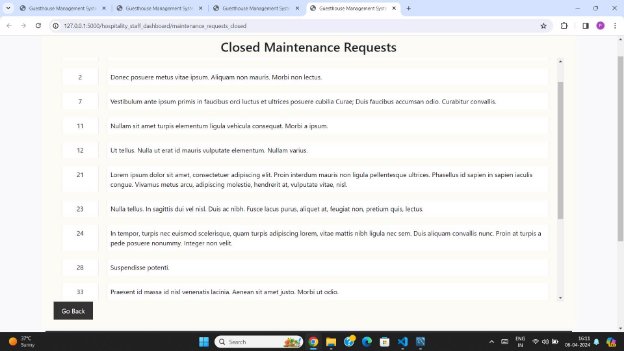 Guesthouse Management Syste
Guesthouse Management Syste
Guesthouse Management Syste
Guesthouse Management Syste
127.0.0.1:5000/hospitality_staff_dashboard/maintenance_requests_closed
Closed Maintenance Requests
2 Donec posuere metus vitae ipsum. Aliquam non mauris. Morbi non lectus.
7 Vestibulum ante ipsum primis in faucibus orci luctus et ultrices posuere cubilia Curae; Duis faucibus accumsan odio. Curabitur convallis.
11 Nullam sit amet turpis elementum ligula vehicula consequat. Morbi a ipsum.
12 Ut tellus. Nulla ut erat id mauris vulputate elementum. Nullam varius.
21 Lorem ipsum dolor sit amet, consectetuer adipiscing elit. Proin interdum mauris non ligula pellentesque ultrices. Phasellus id sapien in sapien iaculis
congue. Vivamus metus arcu, adipiscing molestie, hendrerit at, vulputate vitae, nisl.
23 Nulla tellus. In sagittis dui vel nisl. Duis ac nibh. Fusce lacus purus, aliquet at, feugiat non, pretium quis, lectus.
24 In tempor, turpis nec euismod scelerisque, quam turpis adipiscing lorem, vitae mattis nibh ligula nec sem. Duis aliquam convallis nunc. Proin at turpis a
pede posuere nonummy. Integer non velit.
28 Suspendisse potenti.
33 Praesent id massa id nisl venenatis lacinia. Aenean sit amet justo. Morbi ut odio.
Go Back
37°C
Sunny
Search
ENG
IN
16:11
06-04-2024